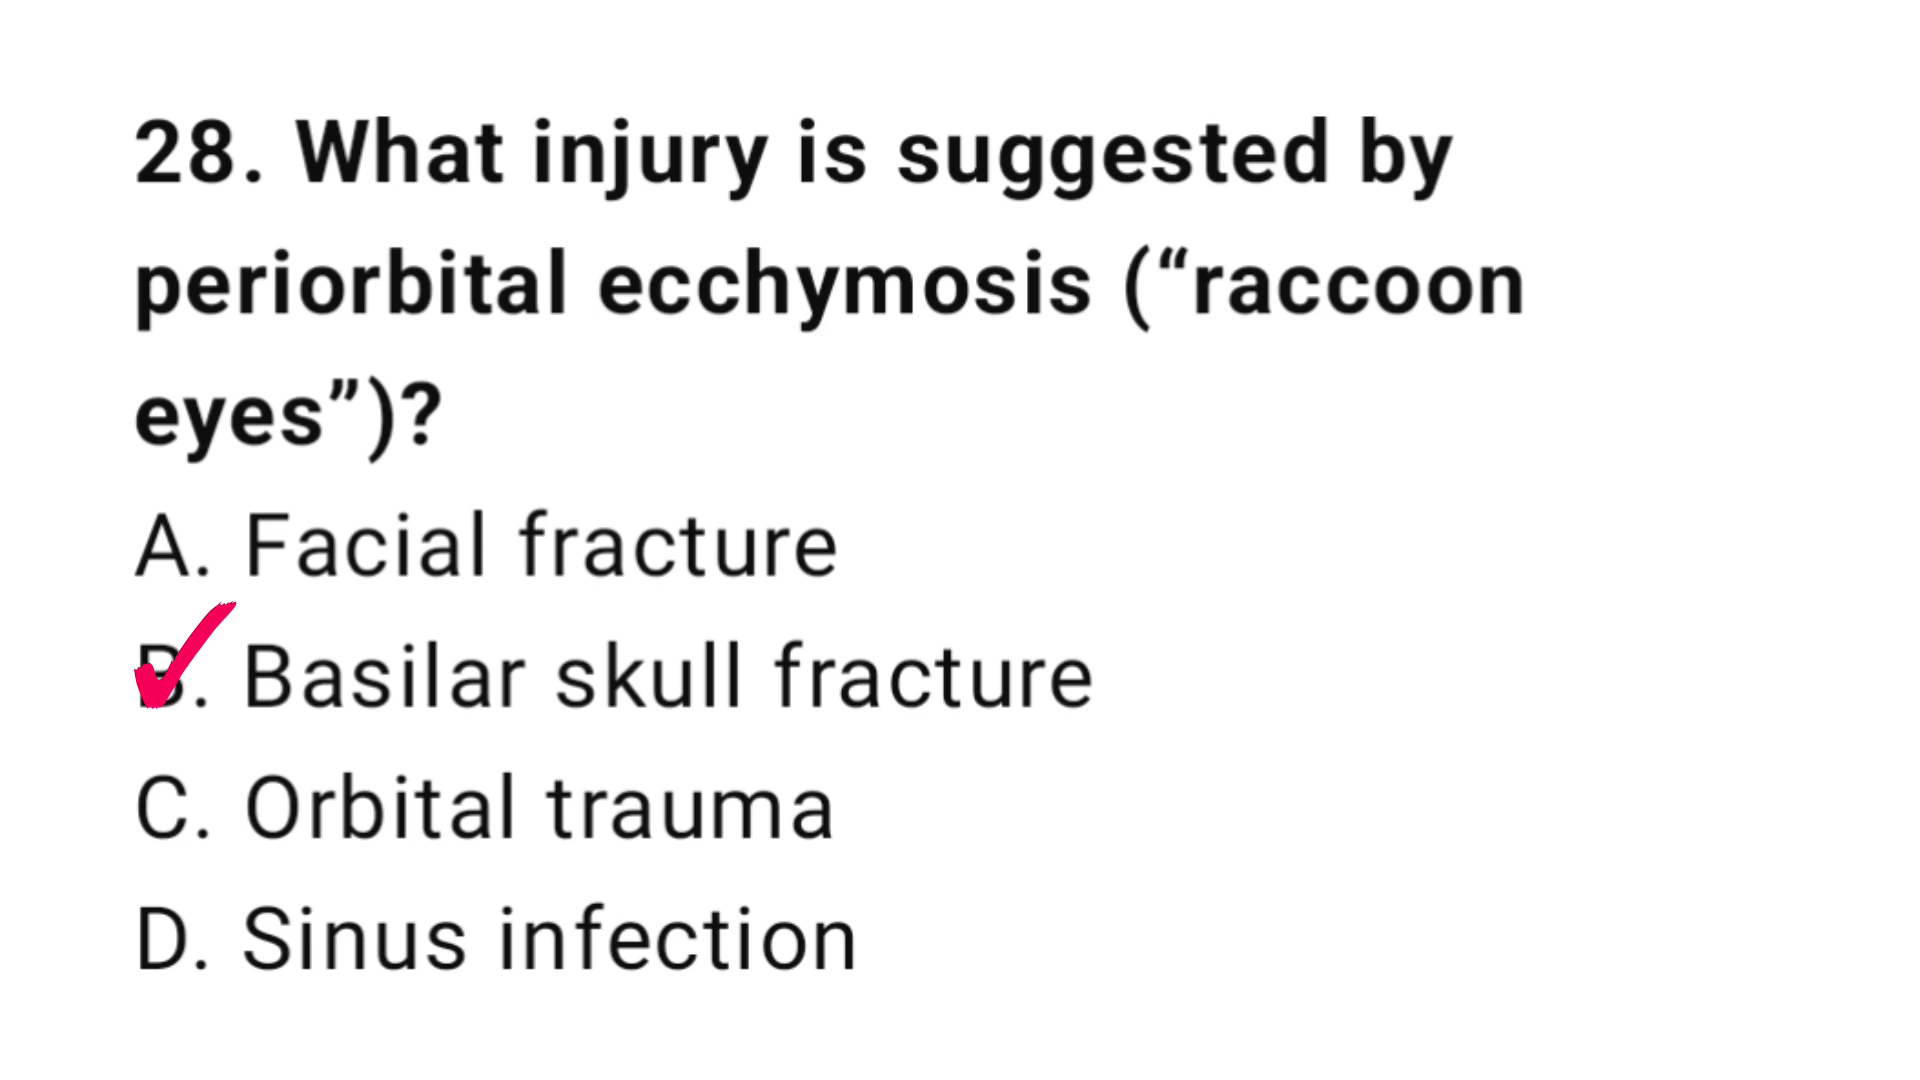 28. What injury is suggested by
periorbital ecchymosis (“raccoon
eyes”)?
A. Facial fracture
B. Basilar skull fracture
C. Orbital trauma
D. Sinus infection